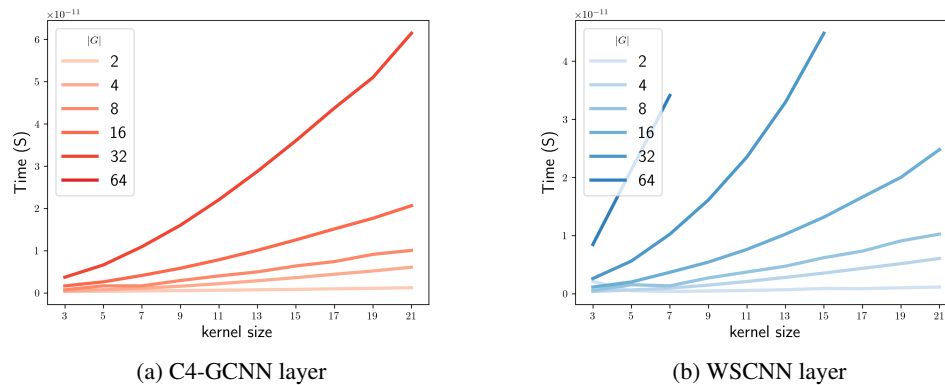 ×10⁻¹¹
|G|
2
4
8
16
32
64
6
5
4
3
2
1
0
Time (S)
3 5 7 9 11 13 15 17 19 21
kernel size
(a) C4-GCNN layer
×10⁻¹¹
|G|
2
4
8
16
32
64
4
3
2
1
0
Time (S)
3 5 7 9 11 13 15 17 19 21
kernel size
(b) WSCNN layer